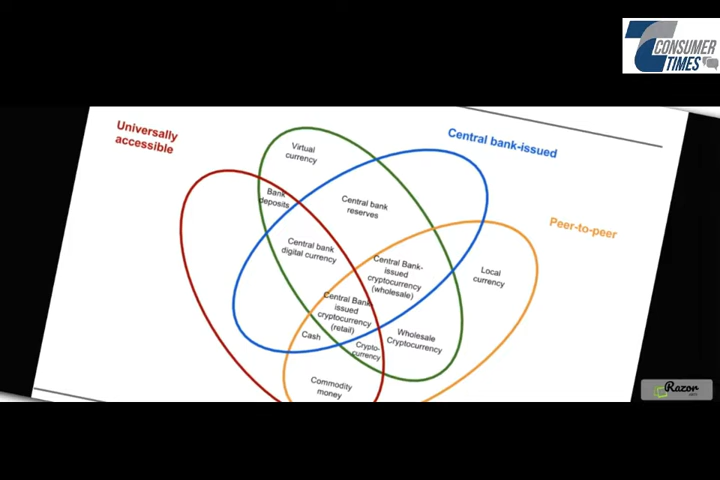 CONSUMER
TIMES
Universally
accessible
Central bank-issued
Peer-to-peer
Virtual
currency
Bank
deposits
Central bank
reserves
Central bank
digital currency
Central Bank-
issued
cryptocurrency
(wholesale)
Local
currency
Central Bank
issued
cryptocurrency
(retail)
Cash
Crypto-
currency
Wholesale
Cryptocurrency
Commodity
money
Razor